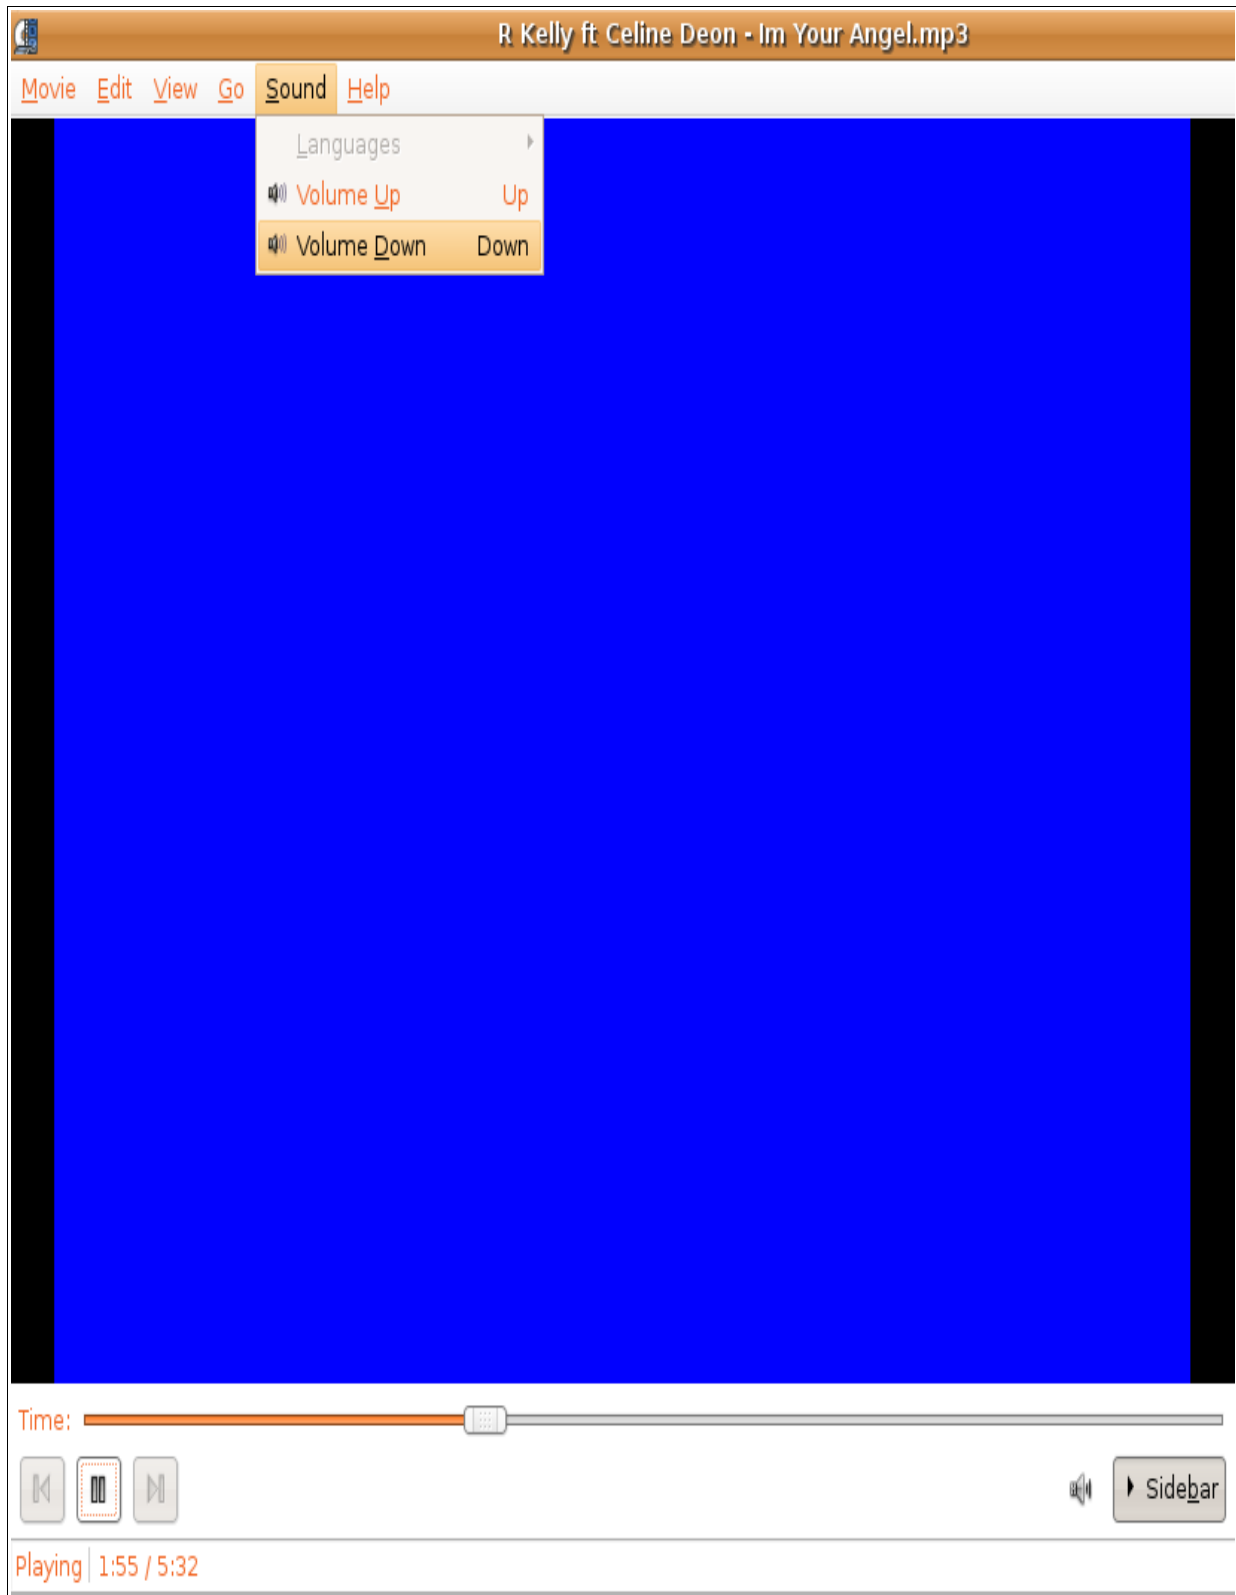 R Kelly ft Celine Deon - Im Your Angel.mp3
Movie Edit View Go Sound Help
Languages
Volume Up Up
Volume Down Down
Time:
Sidebar
Playing 1:55 / 5:32